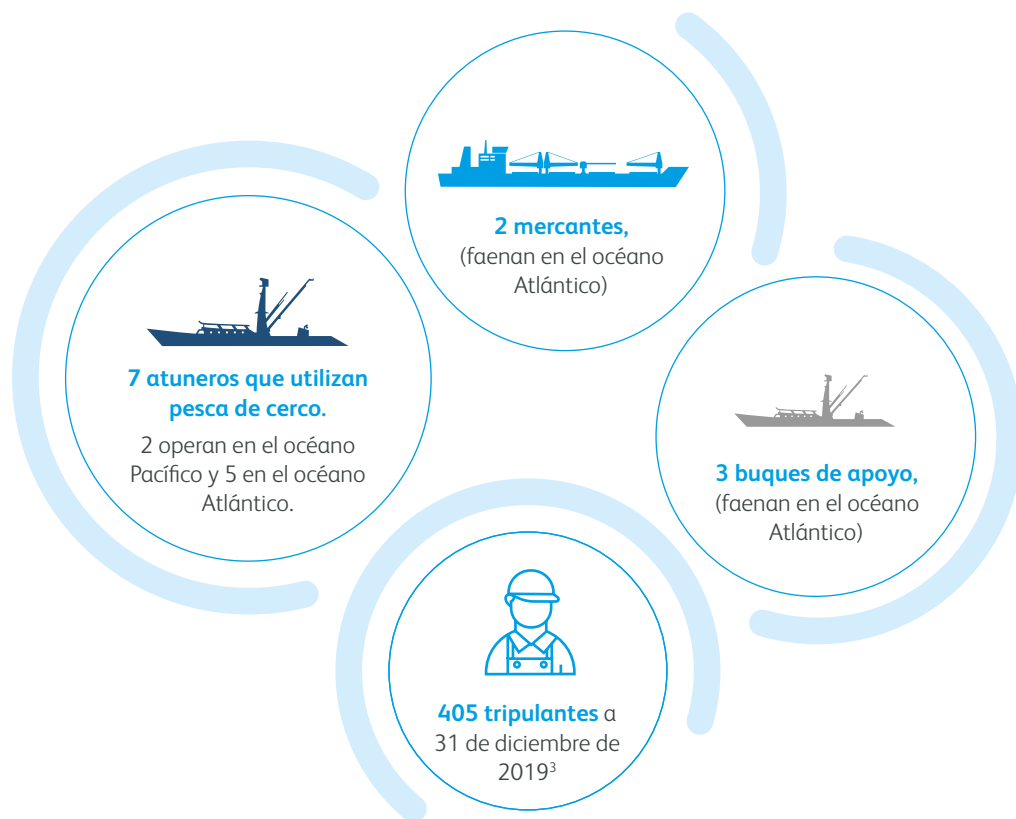 2 mercantes,
(faenan en el océano
Atlántico)
7 atuneros que utilizan
pesca de cerco.
2 operan en el océano
Pacífico y 5 en el océano
Atlántico.
3 buques de apoyo,
(faenan en el océano
Atlántico)
405 tripulantes a
31 de diciembre de
2019³